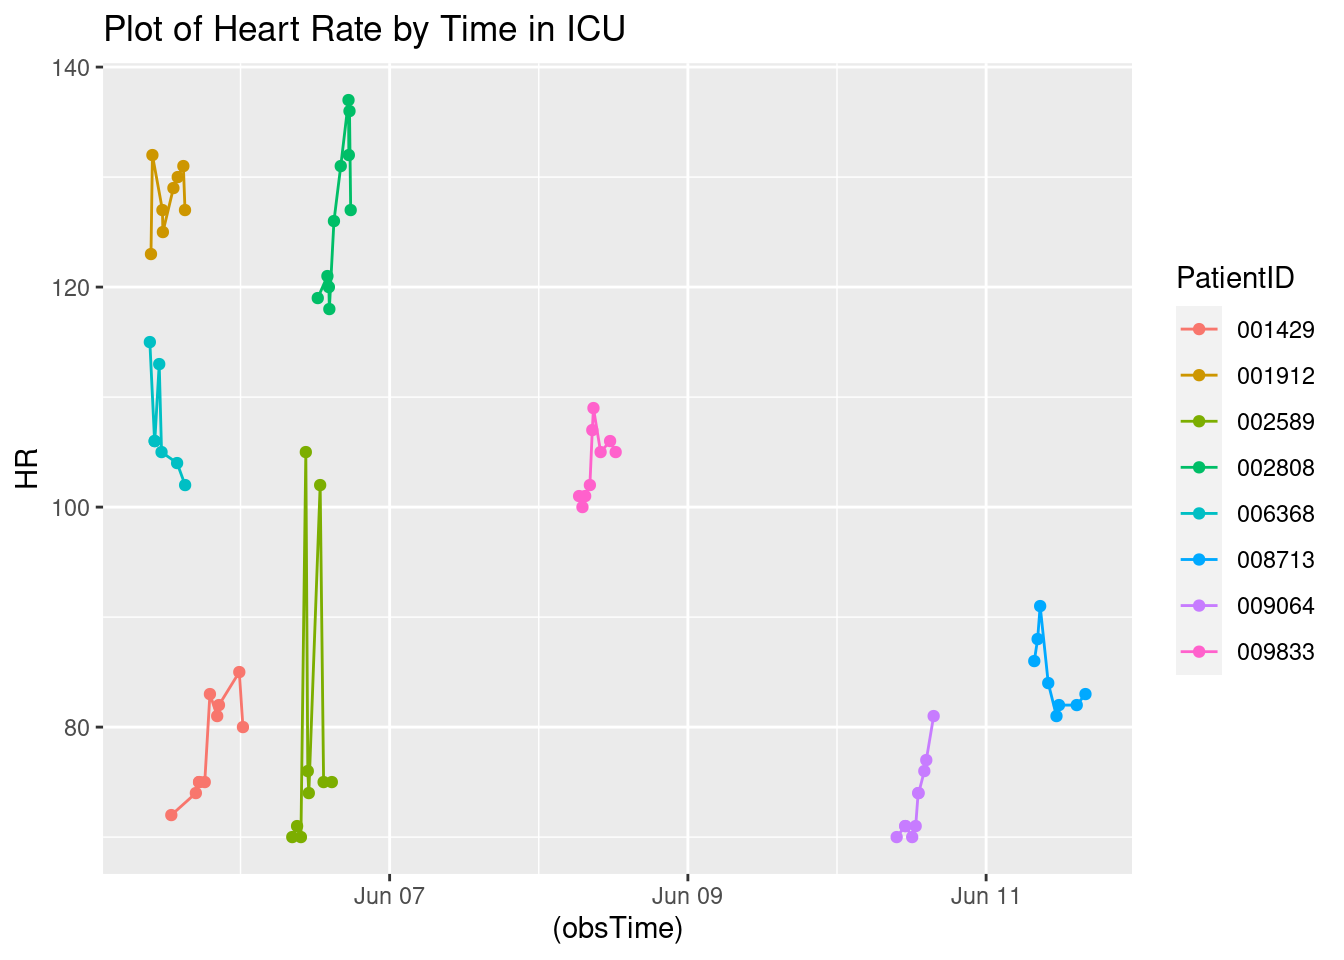 Plot of Heart Rate by Time in ICU
140
120
100
80
HR
Jun 07
Jun 09
Jun 11
(obsTime)
PatientID
001429
001912
002589
002808
006368
008713
009064
009833